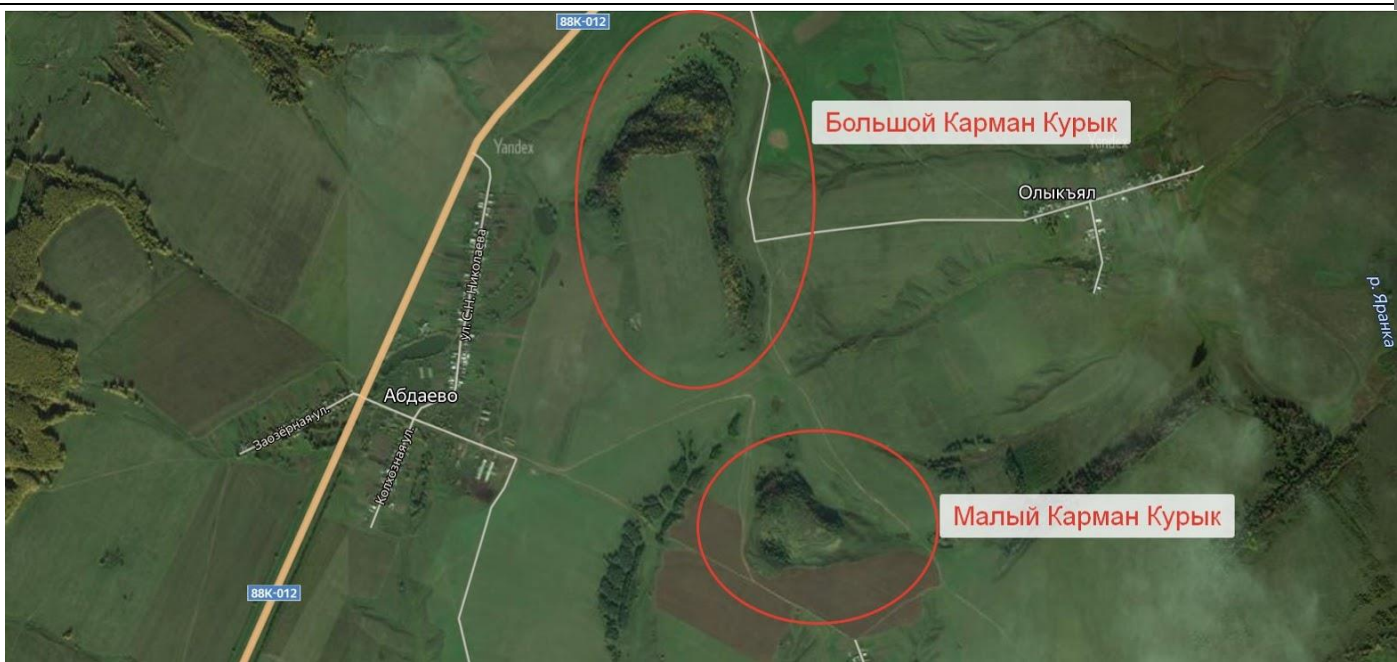 88К-012
Большой Карман Курык
Yandex
Олыкъял
ул. С.Н. Николаева
р. Яранка
Абдаево
Заозёрная ул.
Колхозная ул.
Малый Карман Курык
88К-012